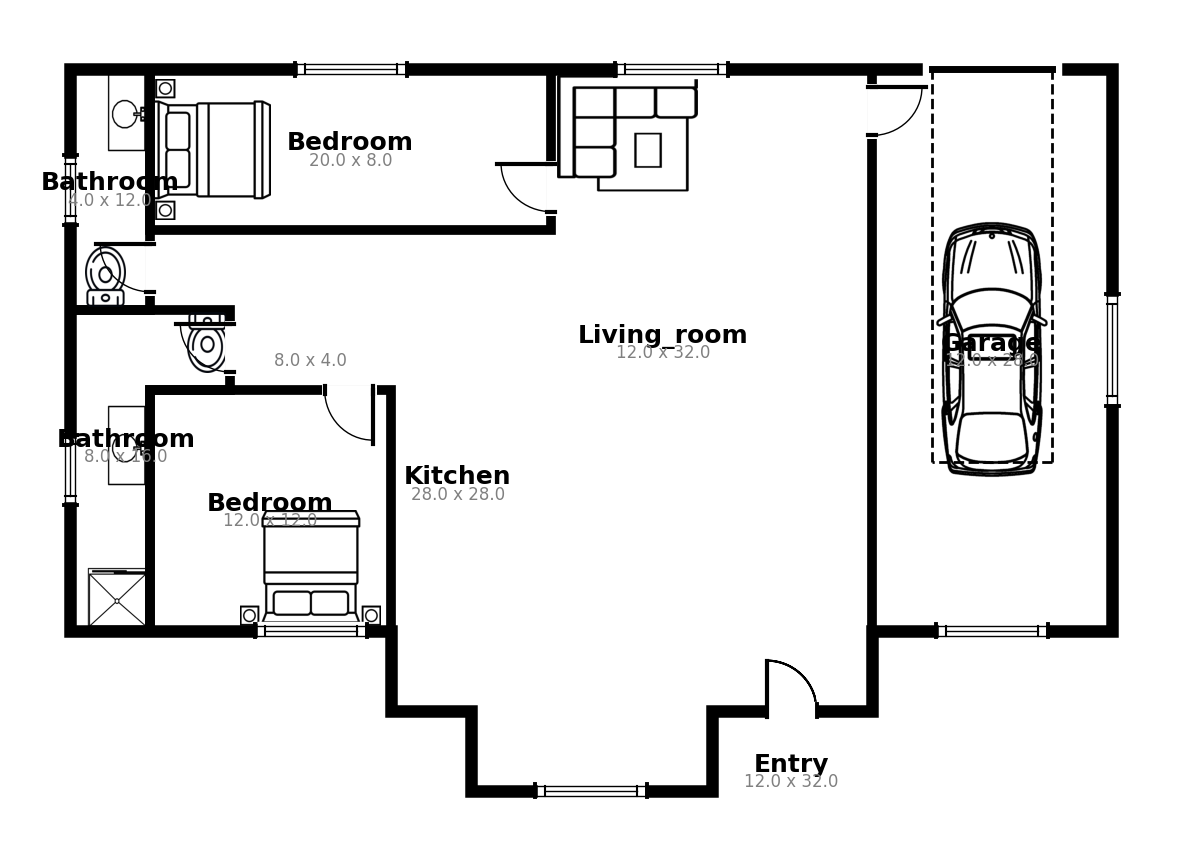 Bedroom
20.0 x 8.0
Bathroom
4.0 x 12.0
Living_room
12.0 x 32.0
Garage
12.0 x 28.0
8.0 x 4.0
Bathroom
8.0 x 16.0
Kitchen
28.0 x 28.0
Bedroom
12.0 x 12.0
Entry
12.0 x 32.0